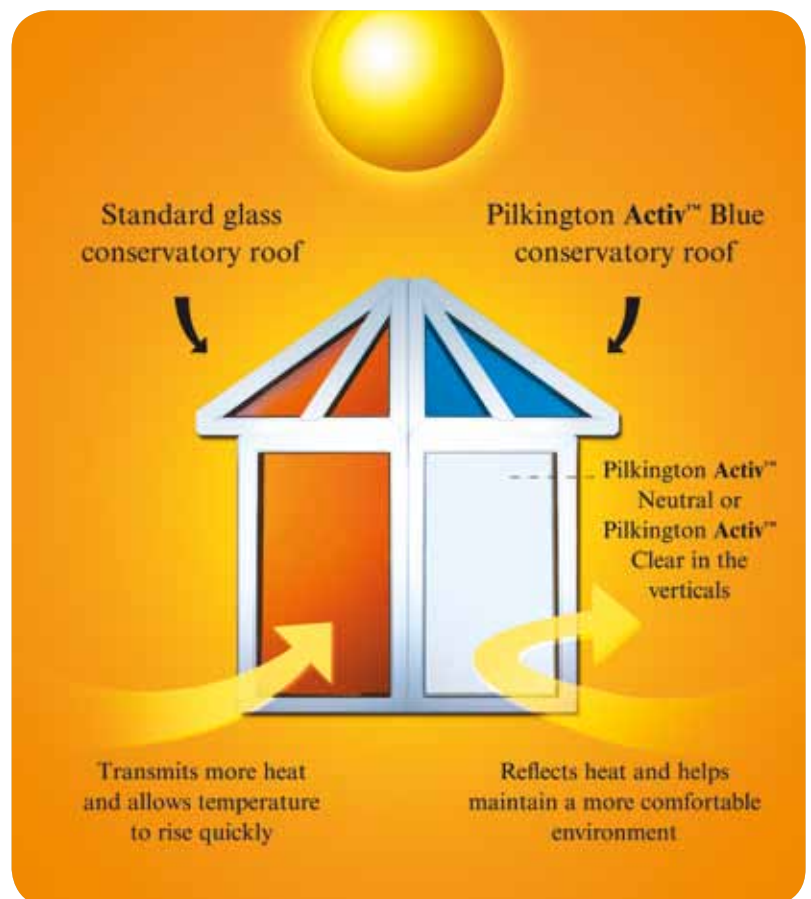 Standard glass
conservatory roof
Pilkington Activ™ Blue
conservatory roof
Pilkington Activ™
Neutral or
Pilkington Activ™
Clear in the
verticals
Transmits more heat
and allows temperature
to rise quickly
Reflects heat and helps
maintain a more comfortable
environment